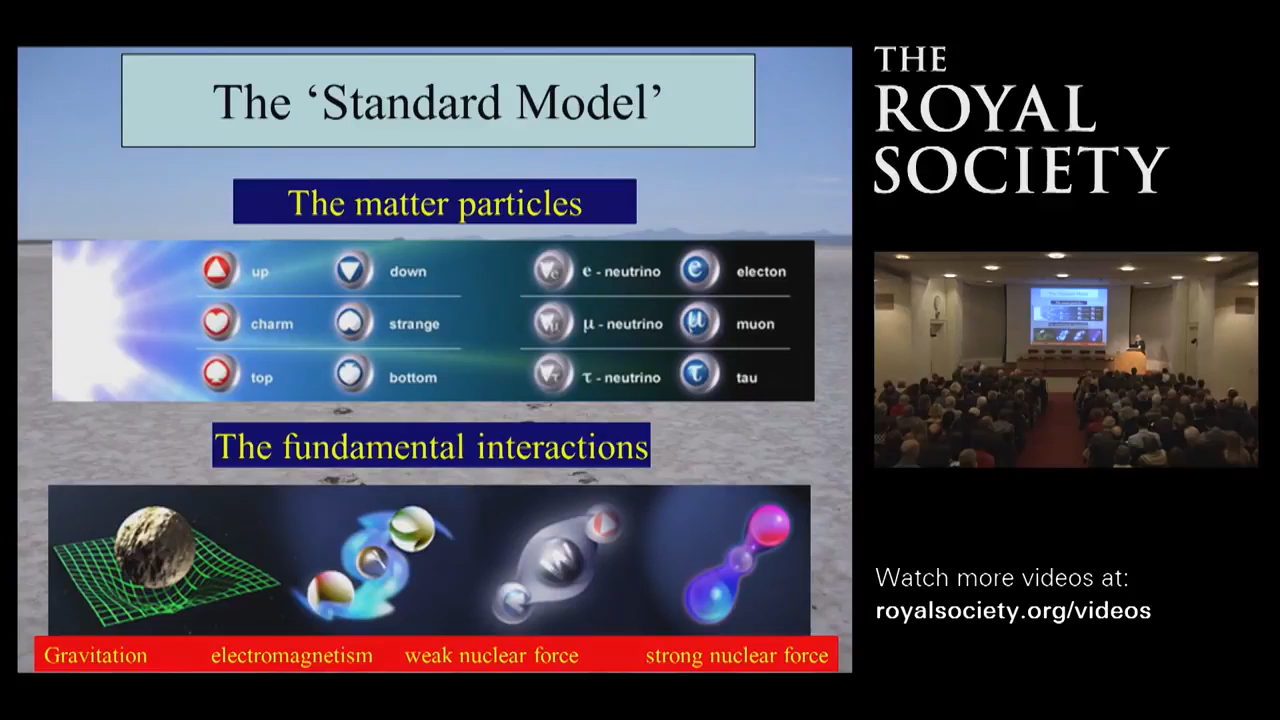 The ‘Standard Model’
The matter particles
up down e - neutrino electon
charm strange μ - neutrino muon
top bottom τ - neutrino tau
The fundamental interactions
Gravitation electromagnetism weak nuclear force strong nuclear force
THE
ROYAL
SOCIETY
Watch more videos at:
royalsociety.org/videos